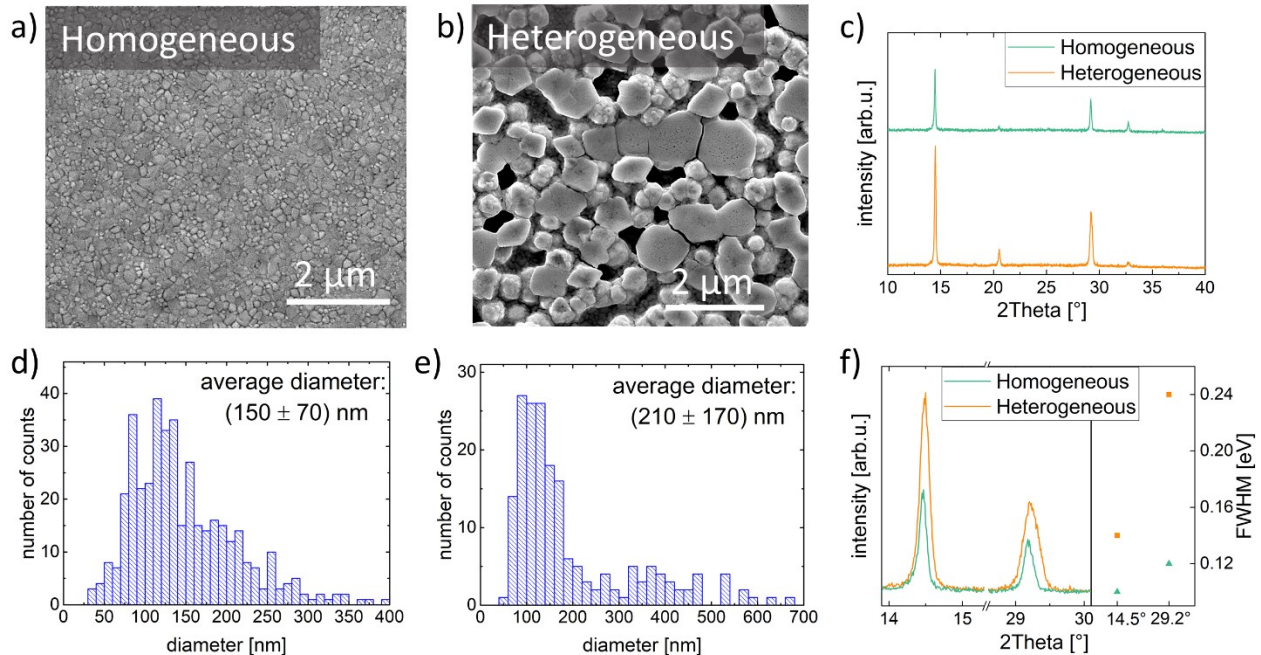 a)
Homogeneous
2 µm
b)
Heterogeneous
2 µm
c)
Homogeneous
Heterogeneous
intensity [arb.u.]
10 15 20 25 30 35 40
2Theta [°]
d)
average diameter:
(150 ± 70) nm
number of counts
40
30
20
10
0
0 50 100 150 200 250 300 350 400
diameter [nm]
e)
average diameter:
(210 ± 170) nm
number of counts
30
20
10
0
0 100 200 300 400 500 600 700
diameter [nm]
f)
Homogeneous
Heterogeneous
intensity [arb.u.]
0.24
0.20
0.16
0.12
FWHM [eV]
14 15 29 30 14.5° 29.2°
2Theta [°]